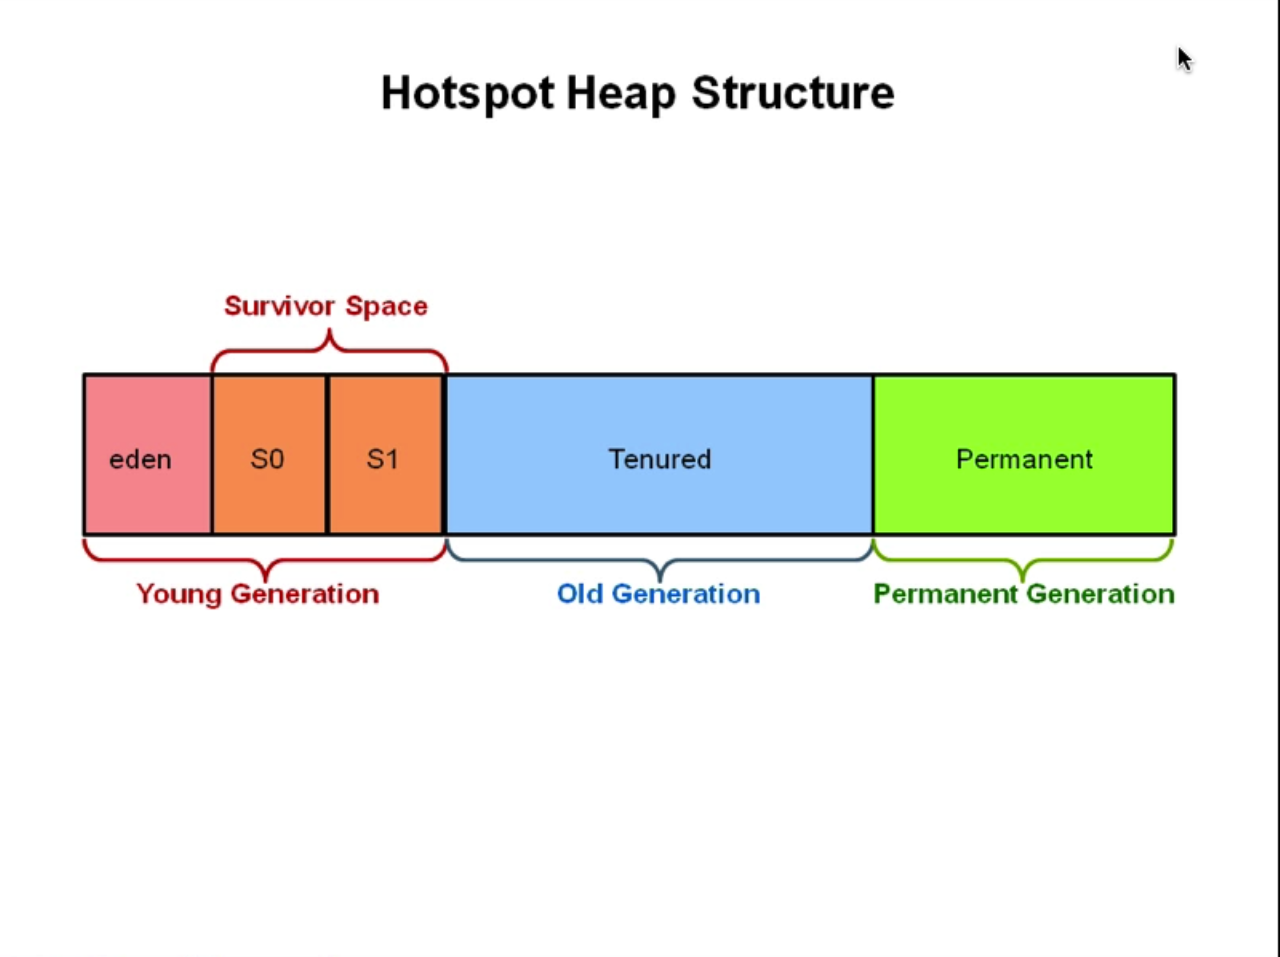 Hotspot Heap Structure
Survivor Space
eden
S0
S1
Tenured
Permanent
Young Generation
Old Generation
Permanent Generation